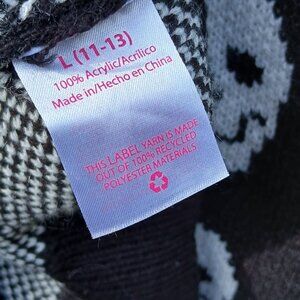 L (11-13)
100% Acrylic/Acrílico
Made in/Hecho en China
THIS LABEL YARN IS MADE
OUT OF 100% RECYCLED
POLYESTER MATERIALS